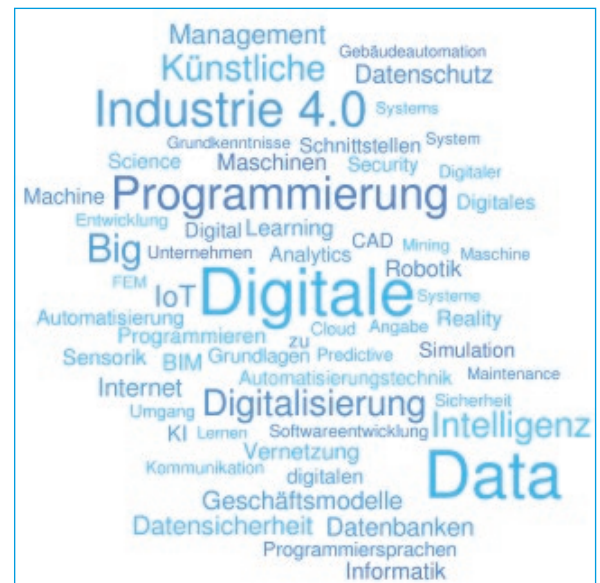 Management
Gebäudeautomation
Künstliche Datenschutz
Industrie 4.0 Systems
Grundkenntnisse Schnittstellen System
Science Maschinen Security Digitaler
Machine Programmierung Digitales
Entwicklung Digital Learning
Big Unternehmen Analytics CAD Mining Maschine
FEM IoT Digitale Robotik Systeme
Automatisierung Cloud Angabe Reality
Programmieren zu
Sensorik BIM Grundlagen Predictive Simulation
Internet Automatisierungstechnik Maintenance
Umgang Digitalisierung Sicherheit
KI Lernen Softwareentwicklung Intelligenz
Vernetzung
Kommunikation digitalen Data
Geschäftsmodelle
Datensicherheit Datenbanken
Programmiersprachen
Informatik